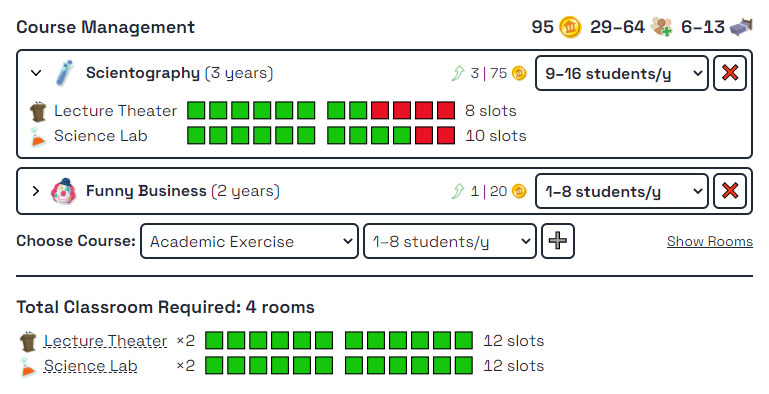 Course Management 95 29–64 6–13
Scientography (3 years) 3 | 75 9–16 students/y
Lecture Theater 8 slots
Science Lab 10 slots
Funny Business (2 years) 1 | 20 1–8 students/y
Choose Course: Academic Exercise 1–8 students/y Show Rooms
Total Classroom Required: 4 rooms
Lecture Theater ×2 12 slots
Science Lab ×2 12 slots